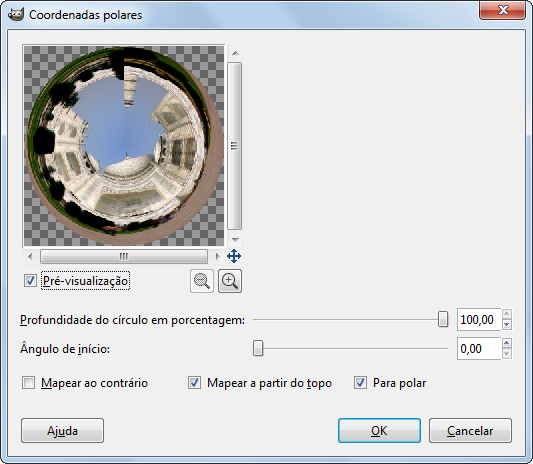 Coordenadas polares
Pré-visualização
Profundidade do círculo em porcentagem: 100,00
Ângulo de início: 0,00
Mapear ao contrário Mapear a partir do topo Para polar
Ajuda OK Cancelar